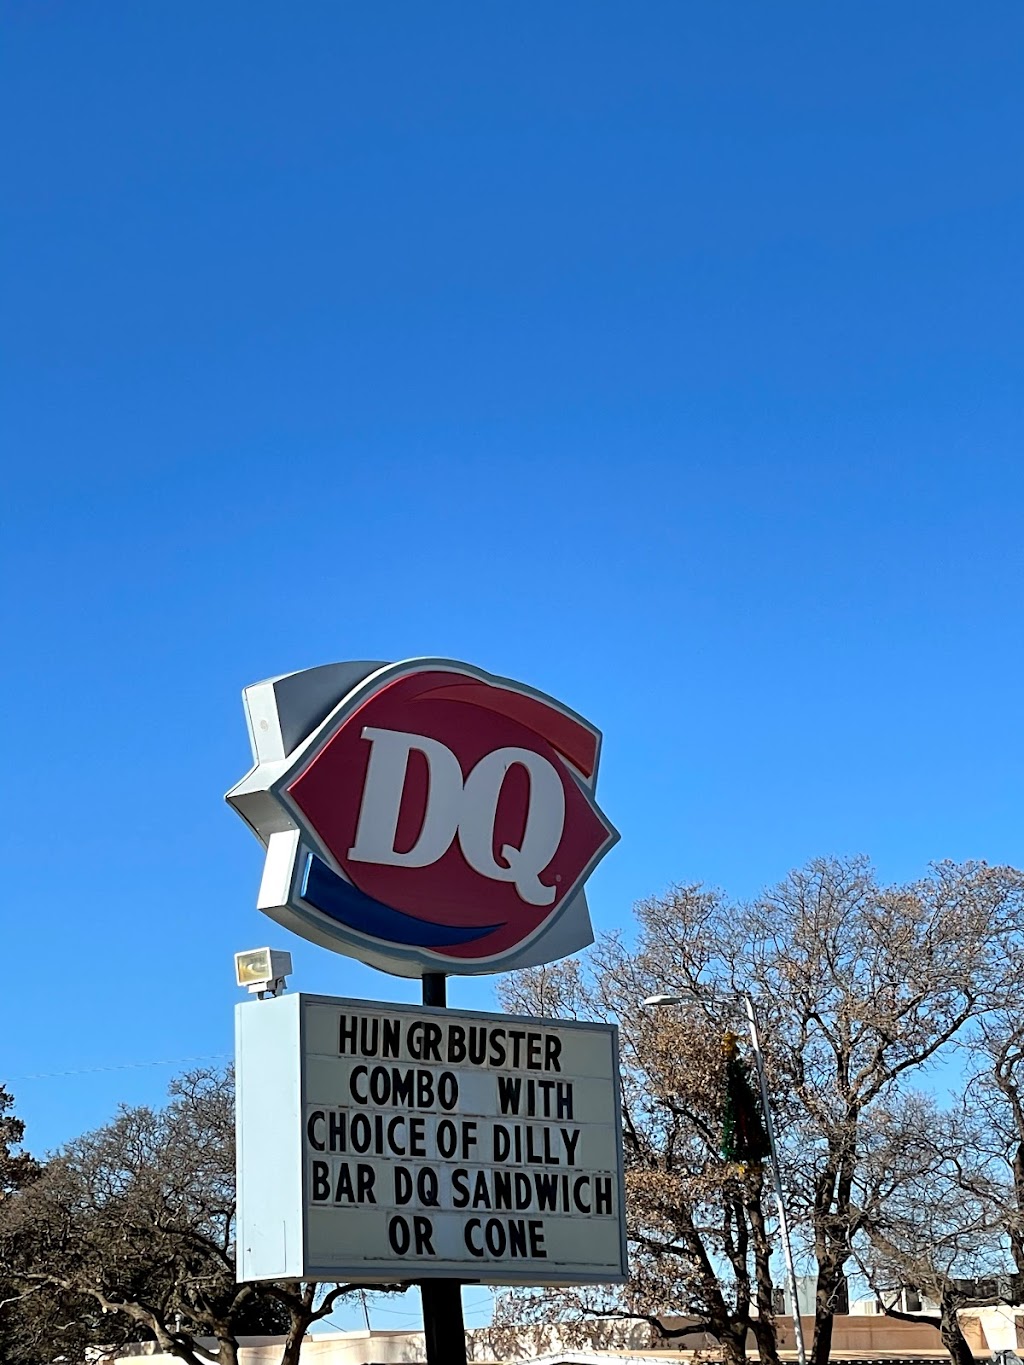 DQ
HUNGRBUSTER
COMBO WITH
CHOICE OF DILLY
BAR DQ SANDWICH
OR CONE